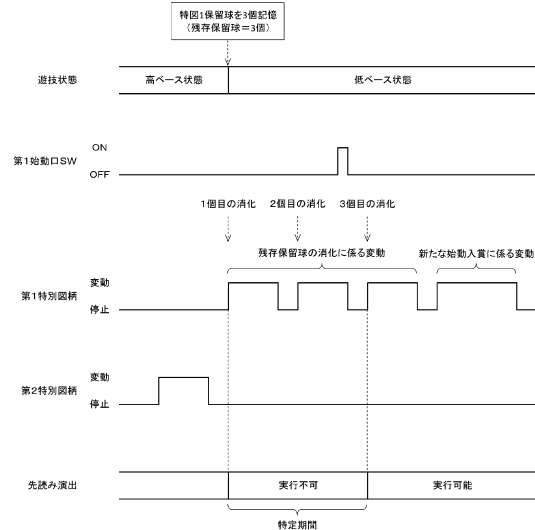 特図1保留球を3個記憶
（残存保留球＝3個）
遊技状態
高ベース状態
低ベース状態
第1始動口SW
ON
OFF
1個目の消化
2個目の消化
3個目の消化
残存保留球の消化に係る変動
新たな始動入賞に係る変動
第1特別図柄
変動
停止
第2特別図柄
変動
停止
先読み演出
実行不可
実行可能
特定期間